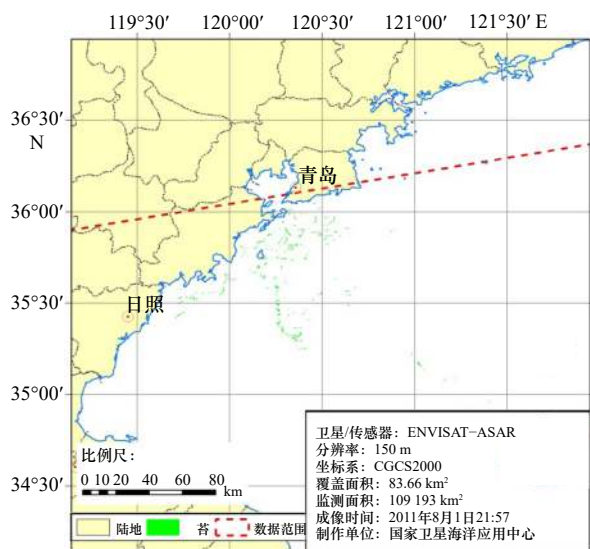 119°30′ 120°00′ 120°30′ 121°00′ 121°30′ E
36°30′
N
青岛
36°00′
35°30′
日照
35°00′
34°30′
比例尺：
0 10 20 40 60 80
km
陆地 苔 数据范围
卫星/传感器：ENVISAT−ASAR
分辨率：150 m
坐标系：CGCS2000
覆盖面积：83.66 km²
监测面积：109 193 km²
成像时间：2011年8月1日21:57
制作单位：国家卫星海洋应用中心